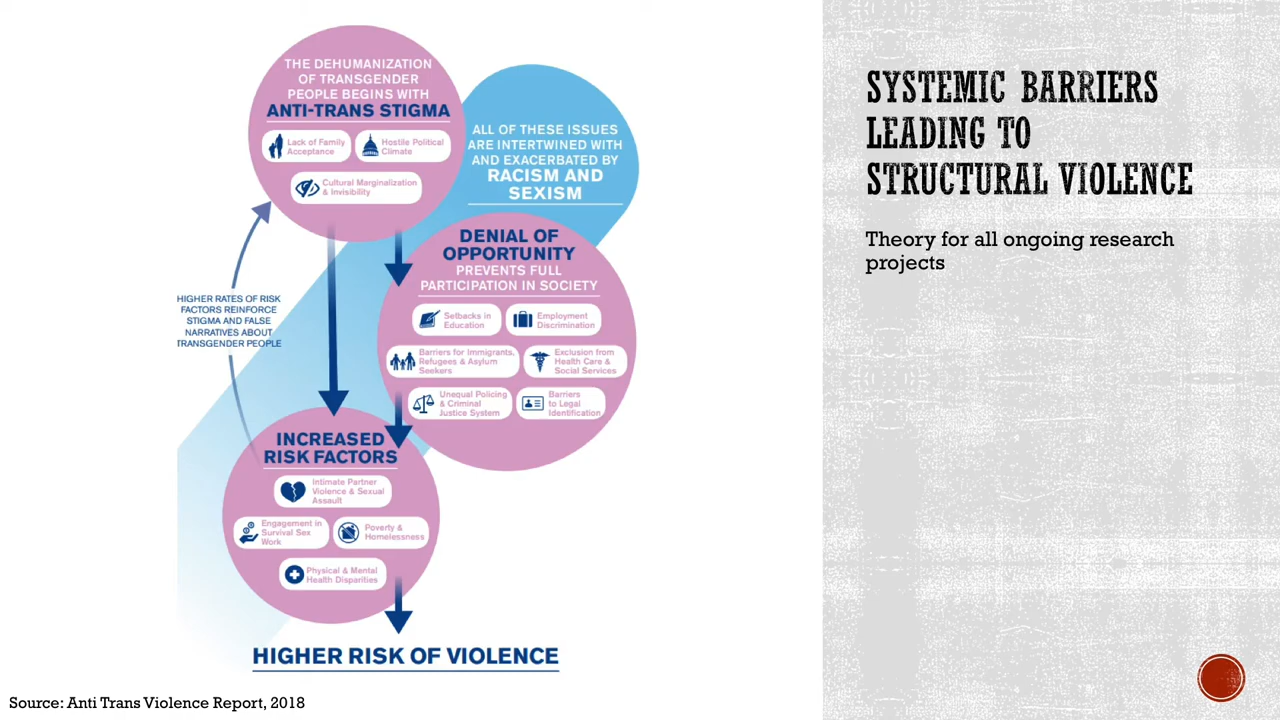 THE DEHUMANIZATION
OF TRANSGENDER
PEOPLE BEGINS WITH
ANTI-TRANS STIGMA
Lack of Family
Acceptance
Hostile Political
Climate
Cultural Marginalization
& Invisibility
ALL OF THESE ISSUES
ARE INTERTWINED WITH
AND EXACERBATED BY
RACISM AND
SEXISM
DENIAL OF
OPPORTUNITY
PREVENTS FULL
PARTICIPATION IN SOCIETY
Setbacks in
Education
Employment
Discrimination
Barriers for Immigrants,
Refugees & Asylum
Seekers
Exclusion from
Health Care &
Social Services
Unequal Policing
& Criminal
Justice System
Barriers
to Legal
Identification
HIGHER RATES OF RISK
FACTORS REINFORCE
STIGMA AND FALSE
NARRATIVES ABOUT
TRANSGENDER PEOPLE
INCREASED
RISK FACTORS
Intimate Partner
Violence & Sexual
Assault
Engagement in
Survival Sex
Work
Poverty &
Homelessness
Physical & Mental
Health Disparities
HIGHER RISK OF VIOLENCE
Source: Anti Trans Violence Report, 2018
SYSTEMIC BARRIERS
LEADING TO
STRUCTURAL VIOLENCE
Theory for all ongoing research
projects